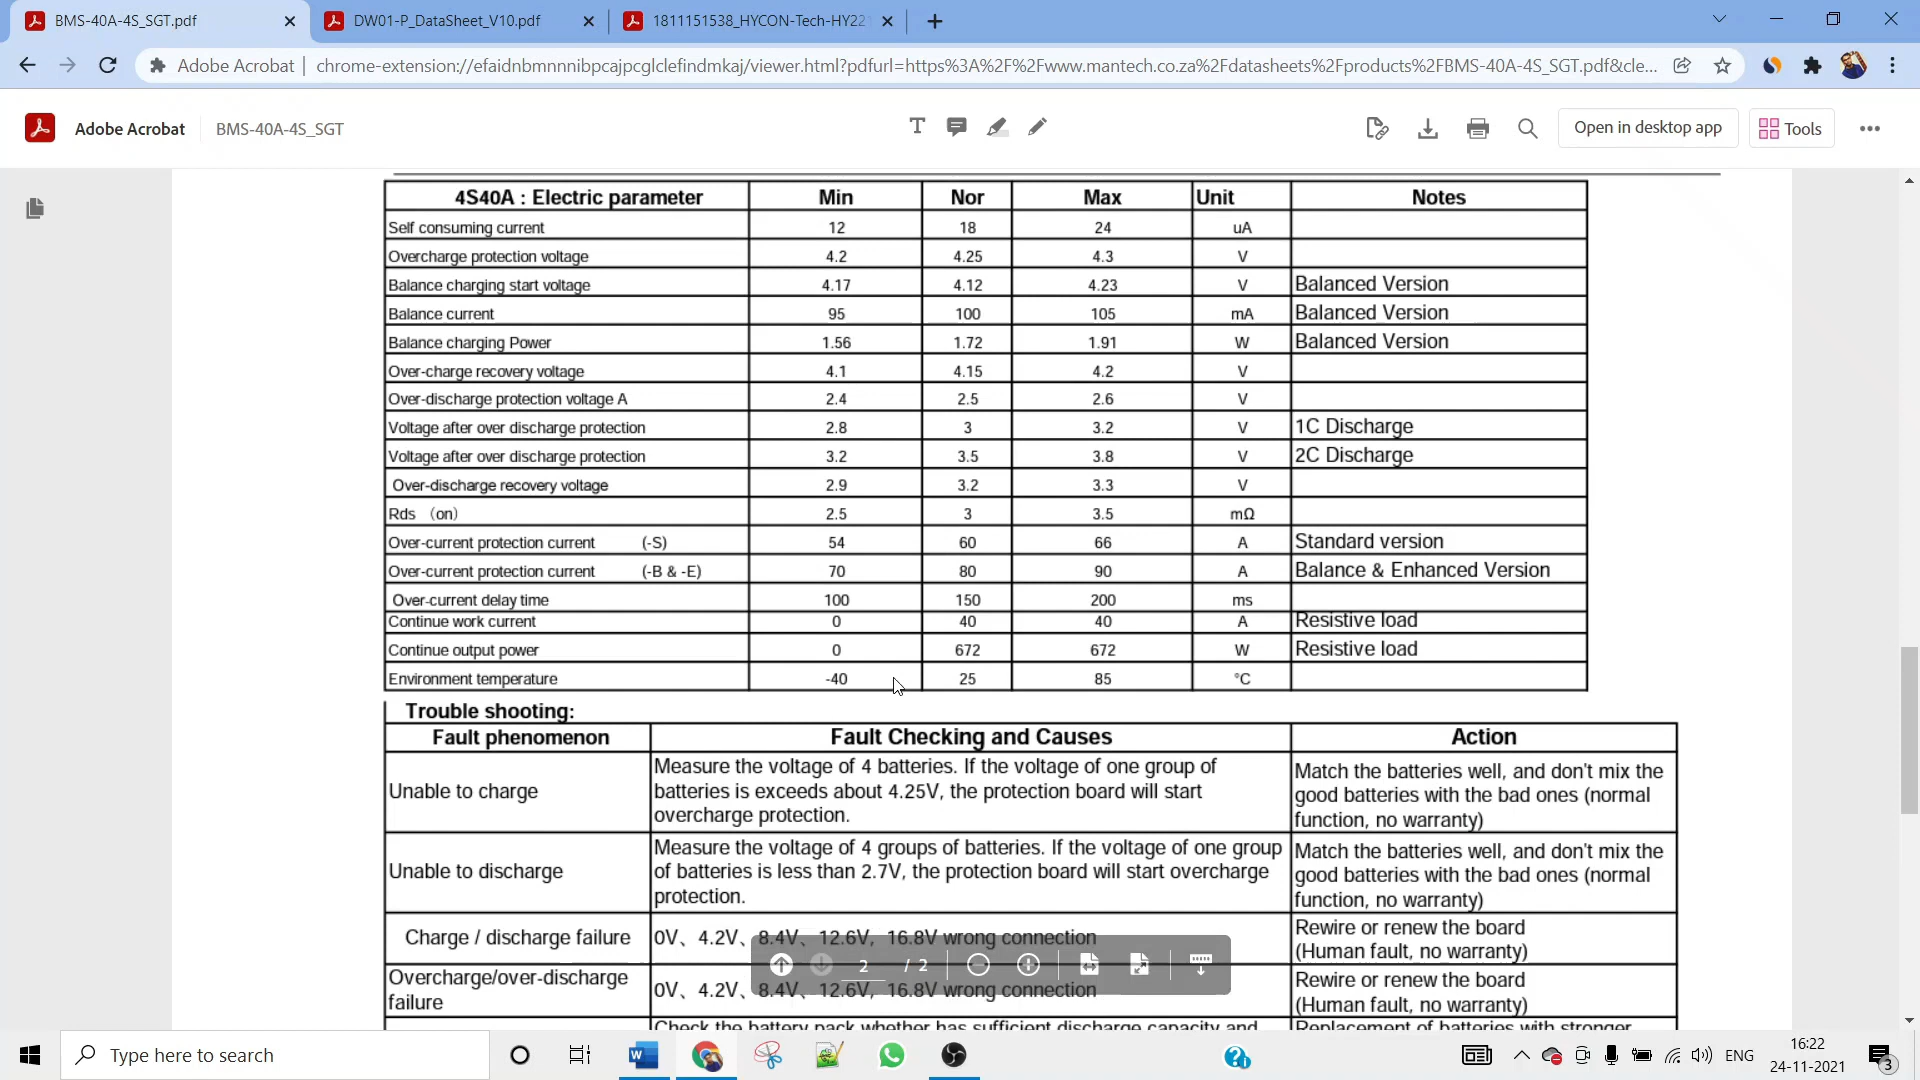 BMS-40A-4S_SGT.pdf
DW01-P_DataSheet_V10.pdf
1811151538_HYCON-Tech-HY221
Adobe Acrobat | chrome-extension://efaidnbmnnnibpcajpcglclefindmkaj/viewer.html?pdfurl=https%3A%2F%2Fwww.mantech.co.za%2Fdatasheets%2Fproducts%2FBMS-40A-4S_SGT.pdf&cle...
Adobe Acrobat BMS-40A-4S_SGT
Open in desktop app Tools
4S40A : Electric parameter Min Nor Max Unit Notes
Self consuming current 12 18 24 uA
Overcharge protection voltage 4.2 4.25 4.3 V
Balance charging start voltage 4.17 4.12 4.23 V Balanced Version
Balance current 95 100 105 mA Balanced Version
Balance charging Power 1.56 1.72 1.91 W Balanced Version
Over-charge recovery voltage 4.1 4.15 4.2 V
Over-discharge protection voltage A 2.4 2.5 2.6 V
Voltage after over discharge protection 2.8 3 3.2 V 1C Discharge
Voltage after over discharge protection 3.2 3.5 3.8 V 2C Discharge
Over-discharge recovery voltage 2.9 3.2 3.3 V
Rds （on） 2.5 3 3.5 mΩ
Over-current protection current (-S) 54 60 66 A Standard version
Over-current protection current (-B & -E) 70 80 90 A Balance & Enhanced Version
Over-current delay time 100 150 200 ms
Continue work current 0 40 40 A Resistive load
Continue output power 0 672 672 W Resistive load
Environment temperature -40 25 85 °C
Trouble shooting:
Fault phenomenon Fault Checking and Causes Action
Unable to charge
Measure the voltage of 4 batteries. If the voltage of one group of
batteries is exceeds about 4.25V, the protection board will start
overcharge protection.
Match the batteries well, and don't mix the
good batteries with the bad ones (normal
function, no warranty)
Unable to discharge
Measure the voltage of 4 groups of batteries. If the voltage of one group
of batteries is less than 2.7V, the protection board will start overcharge
protection.
Match the batteries well, and don't mix the
good batteries with the bad ones (normal
function, no warranty)
Charge / discharge failure
0V、4.2V、8.4V、12.6V，16.8V wrong connection
Rewire or renew the board
(Human fault, no warranty)
Overcharge/over-discharge
failure
0V、4.2V、8.4V、12.6V，16.8V wrong connection
Rewire or renew the board
(Human fault, no warranty)
Check the battery pack whether has sufficient discharge capacity and
Replacement of batteries with stronger
2 / 2
Type here to search
ENG
16:22
24-11-2021
3